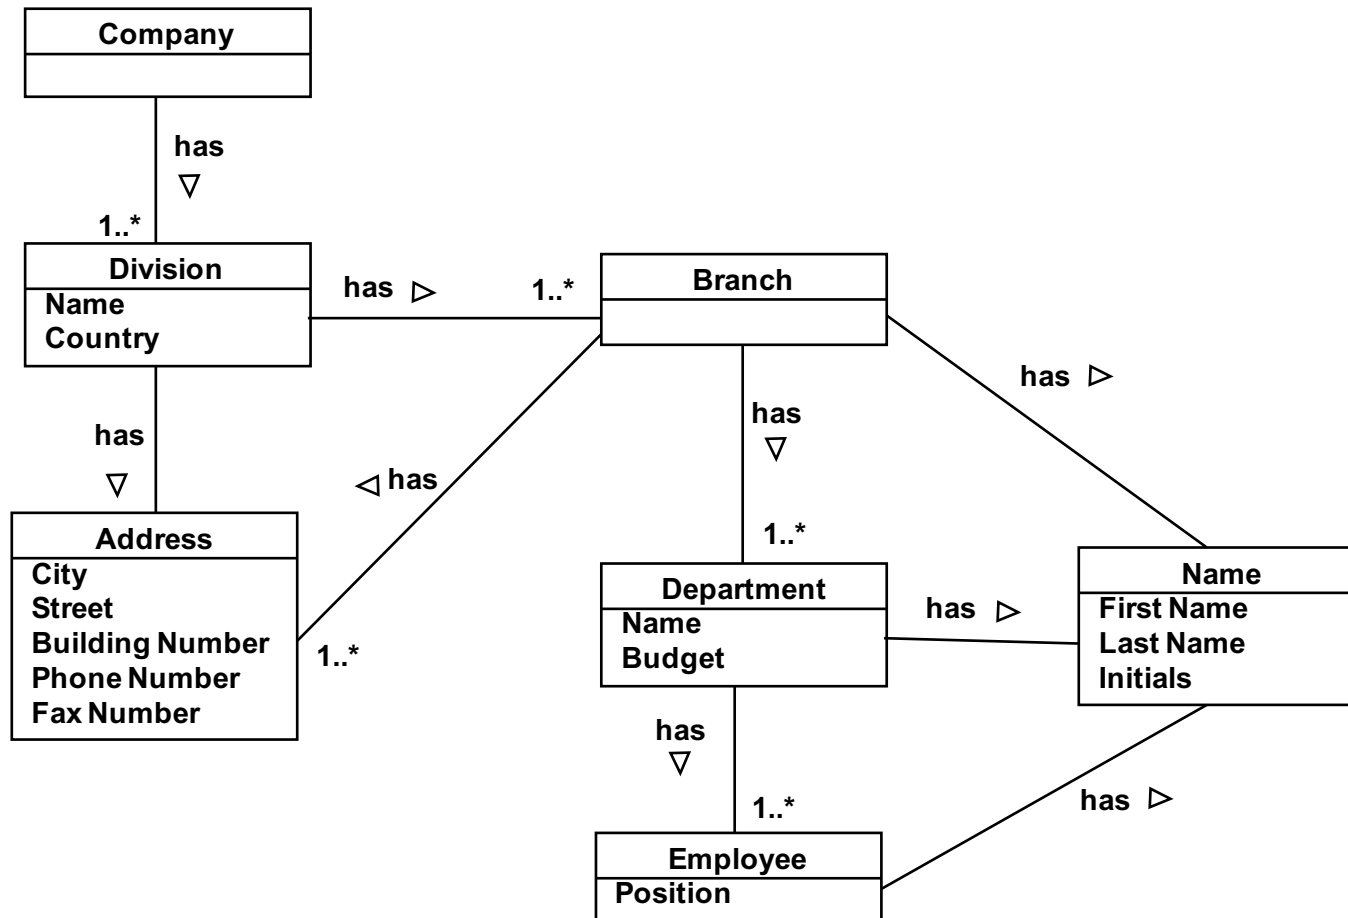 Company
has
1..*
Division
Name
Country
has
1..*
Branch
has
has
has
has
1..*
Address
City
Street
Building Number
Phone Number
Fax Number
1..*
Department
Name
Budget
has
Name
First Name
Last Name
Initials
has
1..*
has
Employee
Position